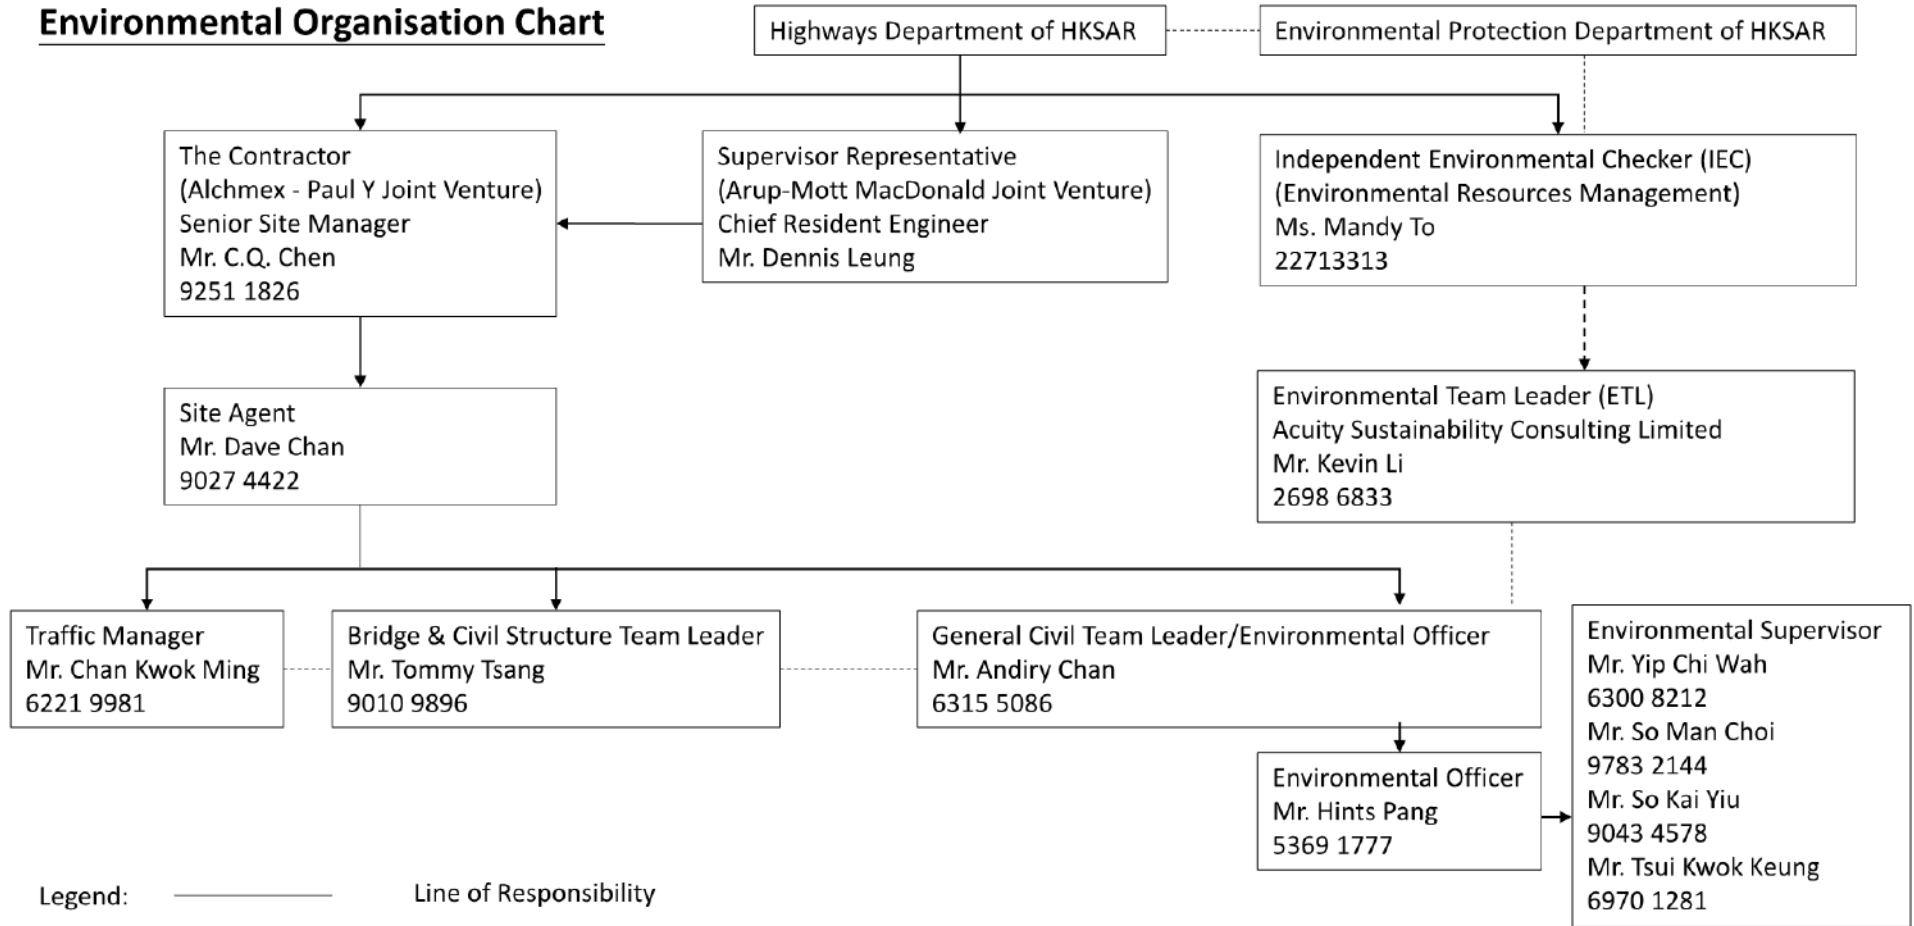 Environmental Organisation Chart
Highways Department of HKSAR
Environmental Protection Department of HKSAR
The Contractor
(Alchmex - Paul Y Joint Venture)
Senior Site Manager
Mr. C.Q. Chen
9251 1826
Supervisor Representative
(Arup-Mott MacDonald Joint Venture)
Chief Resident Engineer
Mr. Dennis Leung
Independent Environmental Checker (IEC)
(Environmental Resources Management)
Ms. Mandy To
22713313
Site Agent
Mr. Dave Chan
9027 4422
Environmental Team Leader (ETL)
Acuity Sustainability Consulting Limited
Mr. Kevin Li
2698 6833
Traffic Manager
Mr. Chan Kwok Ming
6221 9981
Bridge & Civil Structure Team Leader
Mr. Tommy Tsang
9010 9896
General Civil Team Leader/Environmental Officer
Mr. Andiry Chan
6315 5086
Environmental Supervisor
Mr. Yip Chi Wah
6300 8212
Mr. So Man Choi
9783 2144
Mr. So Kai Yiu
9043 4578
Mr. Tsui Kwok Keung
6970 1281
Environmental Officer
Mr. Hints Pang
5369 1777
Legend:
Line of Responsibility